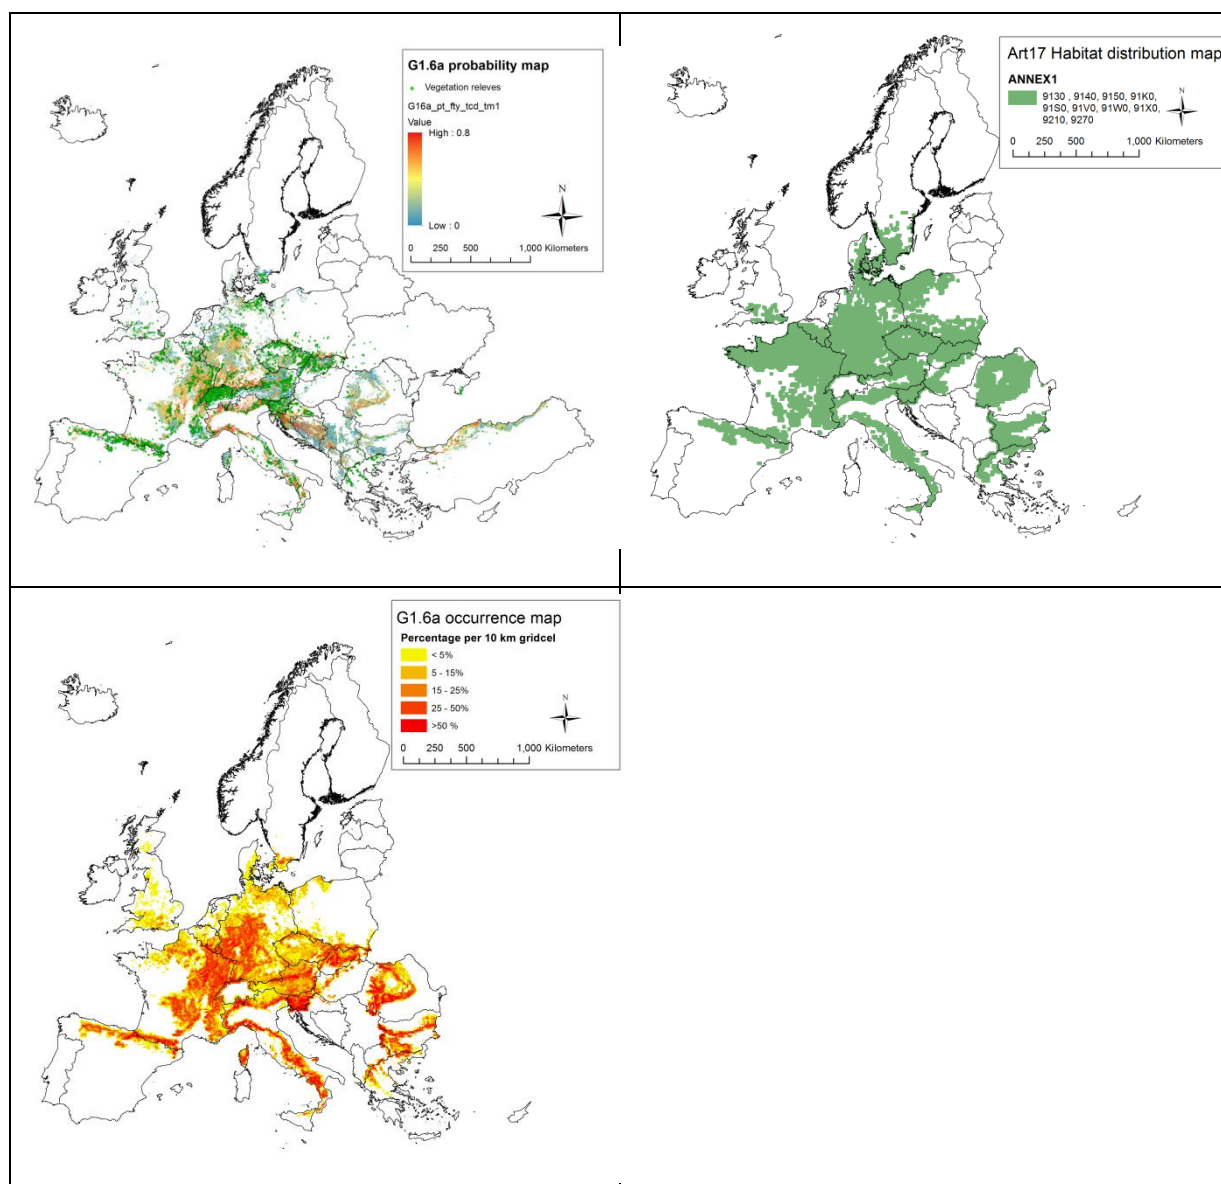 G1.6a probability map
Vegetation releves
G16a_pt_fty_tcd_tm1
Value
High : 0.8
Low : 0
N
0 250 500 1,000 Kilometers
Art17 Habitat distribution map
ANNEX1
9130 , 9140, 9150, 91K0,
91S0, 91V0, 91W0, 91X0,
9210, 9270
N
0 250 500 1,000 Kilometers
G1.6a occurrence map
Percentage per 10 km gridcel
< 5%
5 - 15%
15 - 25%
25 - 50%
>50 %
N
0 250 500 1,000 Kilometers